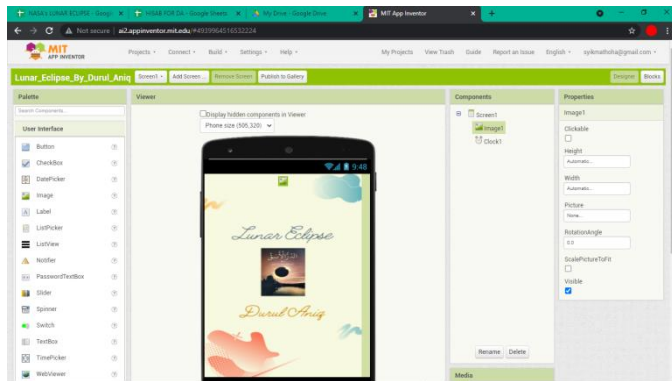 NASA's LUNAR ECLIPSE - Googl
HISAB FOR DA - Google Sheets
My Drive - Google Drive
MIT App Inventor
Not secure | ai2.appinventor.mit.edu/#4939964516532224
MIT
APP INVENTOR
Projects Connect Build Settings Help
My Projects View Trash Guide Report an Issue English spikmathoha@gmail.com
Lunar_Eclipse_By_Durul_Aniq Screen1 Add Screen ... Remove Screen Publish to Gallery Designer Blocks
Palette
Search Components...
User Interface
Button
CheckBox
DatePicker
Image
Label
ListPicker
ListView
Notifier
PasswordTextBox
Slider
Spinner
Switch
TextBox
TimePicker
WebViewer
Viewer
Display hidden components in Viewer
Phone size (505,320)
9:48
Lunar Eclipse
Durul Aniq
Components
Screen1
Image1
Clock1
Rename Delete
Media
Properties
Image1
Clickable
Height
Automatic...
Width
Automatic...
Picture
None...
RotationAngle
0.0
ScalePictureToFit
Visible